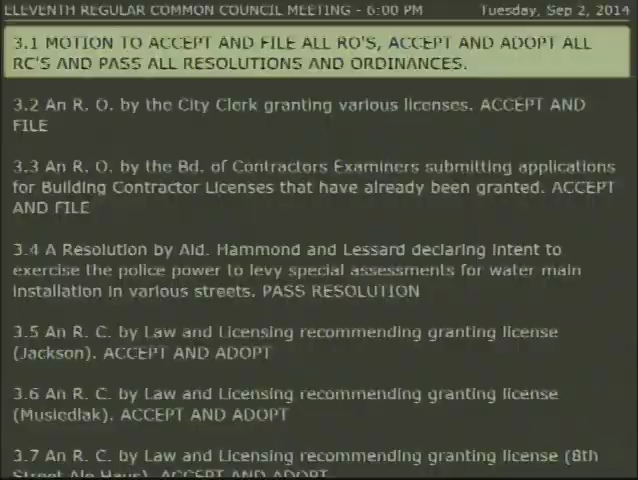 ELEVENTH REGULAR COMMON COUNCIL MEETING - 6:00 PM Tuesday, Sep 2, 2014
3.1 MOTION TO ACCEPT AND FILE ALL RO'S, ACCEPT AND ADOPT ALL
RC'S AND PASS ALL RESOLUTIONS AND ORDINANCES.
3.2 An R. O. by the City Clerk granting various licenses. ACCEPT AND
FILE
3.3 An R. O. by the Bd. of Contractors Examiners submitting applications
for Building Contractor Licenses that have already been granted. ACCEPT
AND FILE
3.4 A Resolution by Ald. Hammond and Lessard declaring intent to
exercise the police power to levy special assessments for water main
installation in various streets. PASS RESOLUTION
3.5 An R. C. by Law and Licensing recommending granting license
(Jackson). ACCEPT AND ADOPT
3.6 An R. C. by Law and Licensing recommending granting license
(Musiedlak). ACCEPT AND ADOPT
3.7 An R. C. by Law and Licensing recommending granting license (8th
Street Ale Haus). ACCEPT AND ADOPT